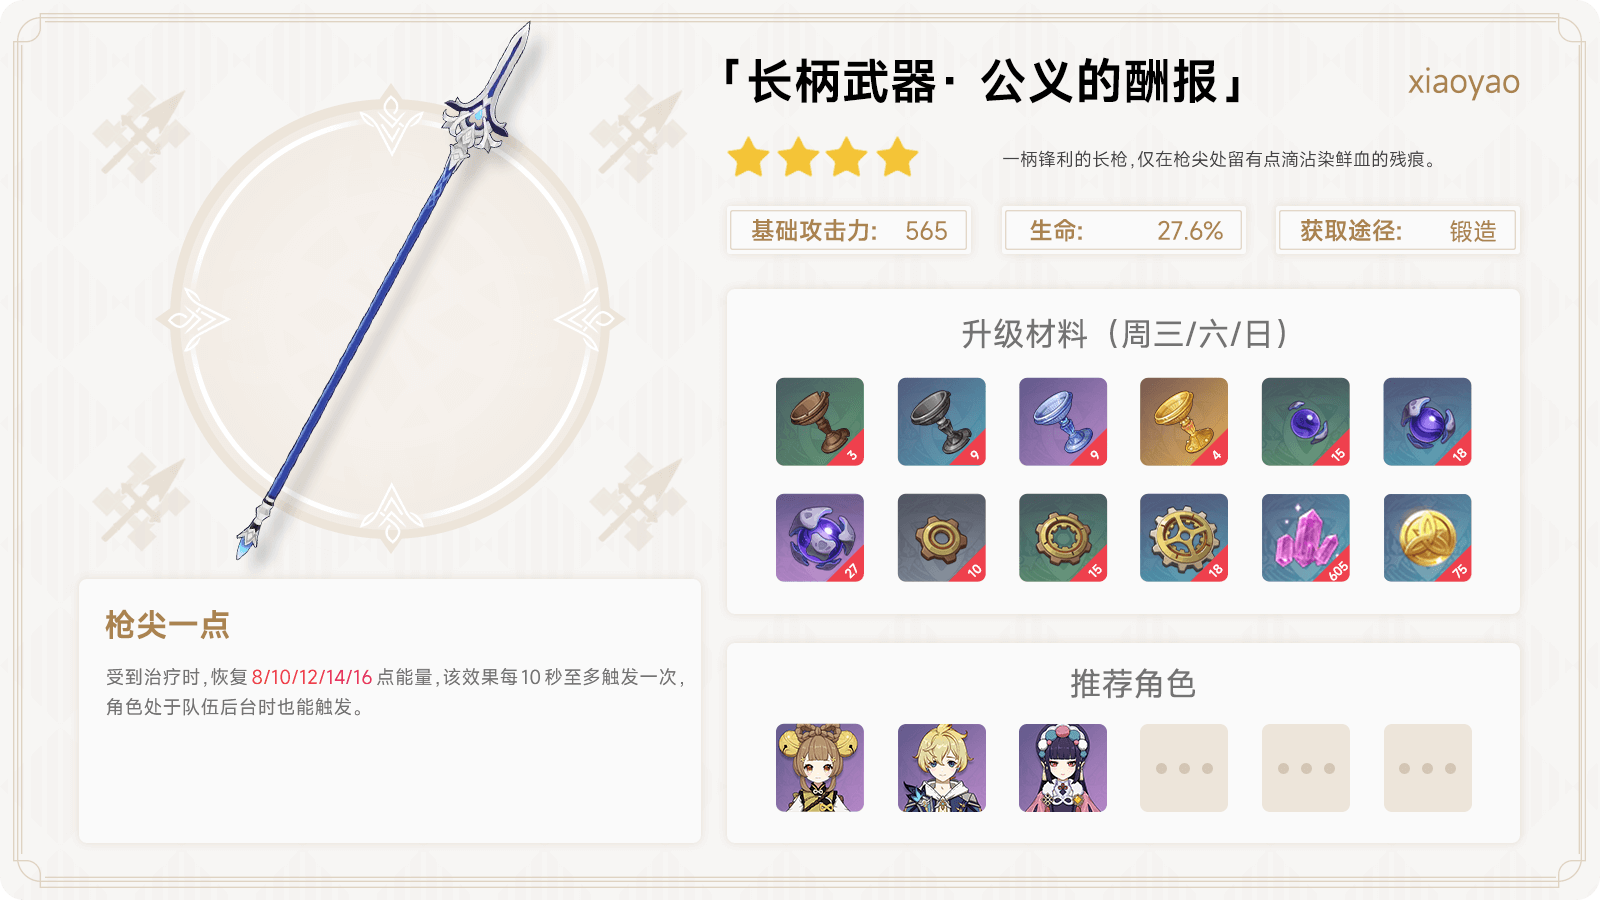 「长柄武器· 公义的酬报」
xiaoyao
一柄锋利的长枪,仅在枪尖处留有点滴沾染鲜血的残痕。
基础攻击力: 565
生命: 27.6%
获取途径: 锻造
升级材料（周三/六/日）
3
9
9
4
15
18
27
10
15
18
605
75
枪尖一点
受到治疗时,恢复 8/10/12/14/16 点能量,该效果每10秒至多触发一次,
角色处于队伍后台时也能触发。
推荐角色